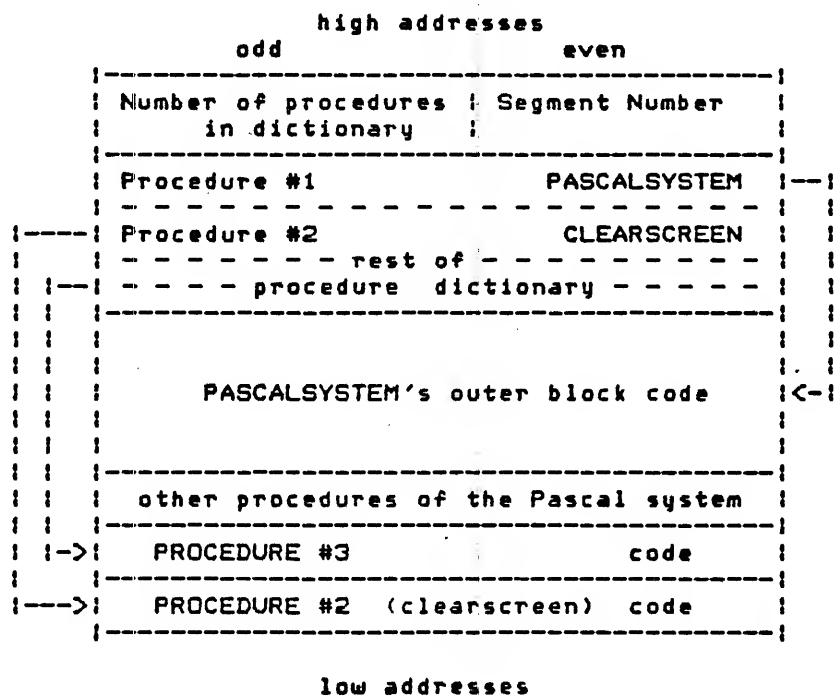 high addresses
odd even
Number of procedures Segment Number
in dictionary
Procedure #1 PASCALSYSTEM
Procedure #2 CLEARSCREEN
rest of
procedure dictionary
PASCALSYSTEM's outer block code
other procedures of the Pascal system
PROCEDURE #3 code
PROCEDURE #2 (clearscreen) code
low addresses